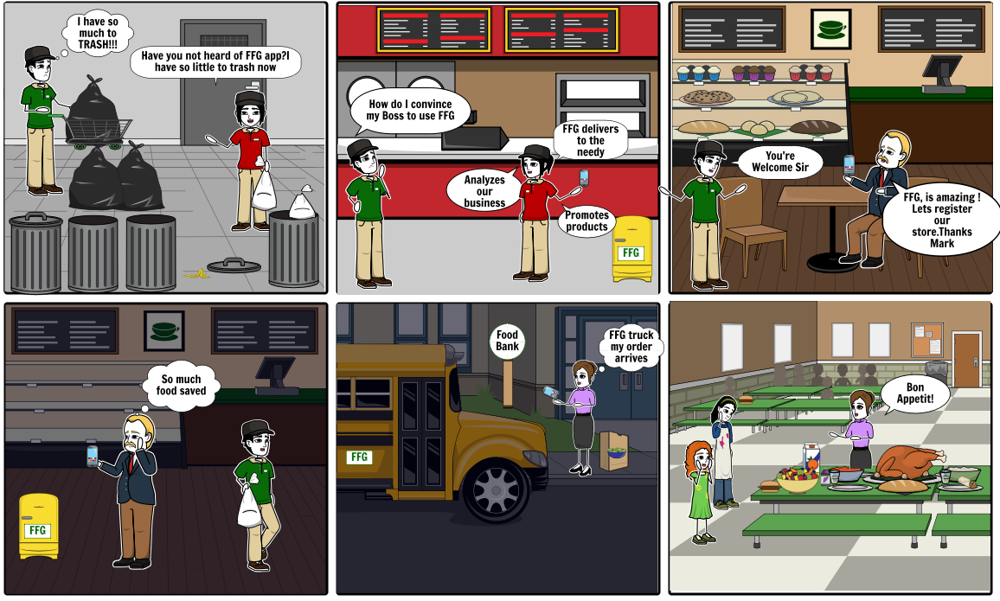 I have so
much to
TRASH!!!
Have you not heard of FFG app?I
have so little to trash now
How do I convince
my Boss to use FFG
FFG delivers
to the
needy
Analyzes
our
business
Promotes
products
FFG
You're
Welcome Sir
FFG, is amazing !
Lets register
our
store.Thanks
Mark
So much
food saved
FFG
Food
Bank
FFG truck
my order
arrives
FFG
Bon
Appetit!